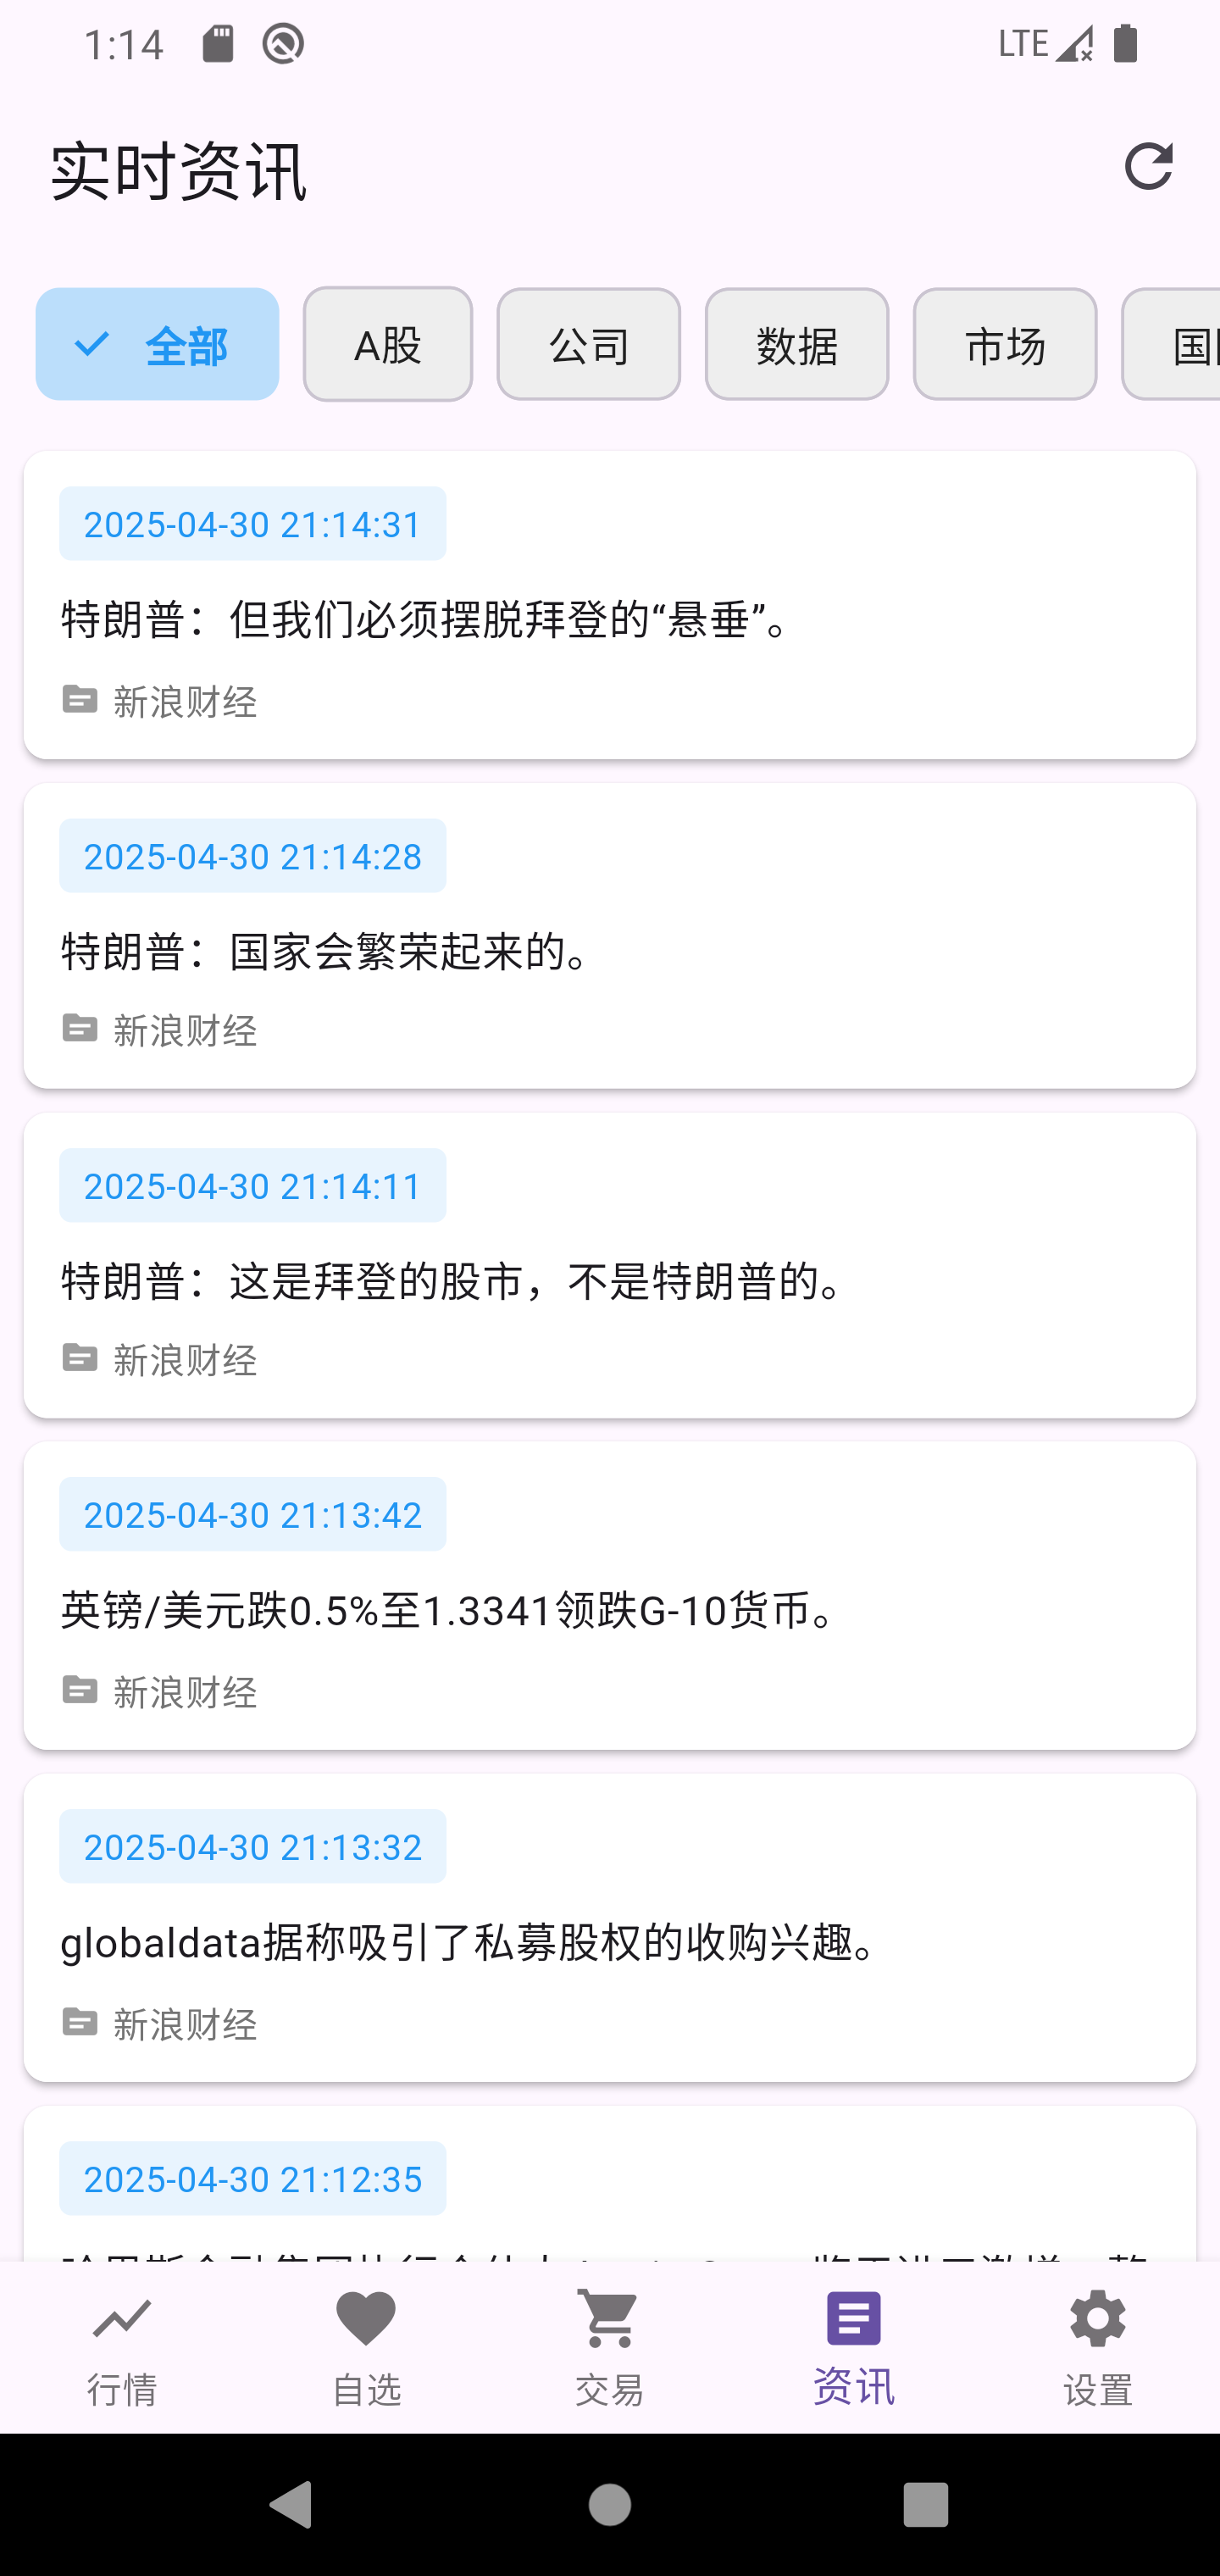 1:14
LTE
实时资讯
全部
A股
公司
数据
市场
2025-04-30 21:14:31
特朗普：但我们必须摆脱拜登的“悬垂”。
新浪财经
2025-04-30 21:14:28
特朗普：国家会繁荣起来的。
新浪财经
2025-04-30 21:14:11
特朗普：这是拜登的股市，不是特朗普的。
新浪财经
2025-04-30 21:13:42
英镑/美元跌0.5%至1.3341领跌G-10货币。
新浪财经
2025-04-30 21:13:32
globaldata据称吸引了私募股权的收购兴趣。
新浪财经
2025-04-30 21:12:35
行情
自选
交易
资讯
设置